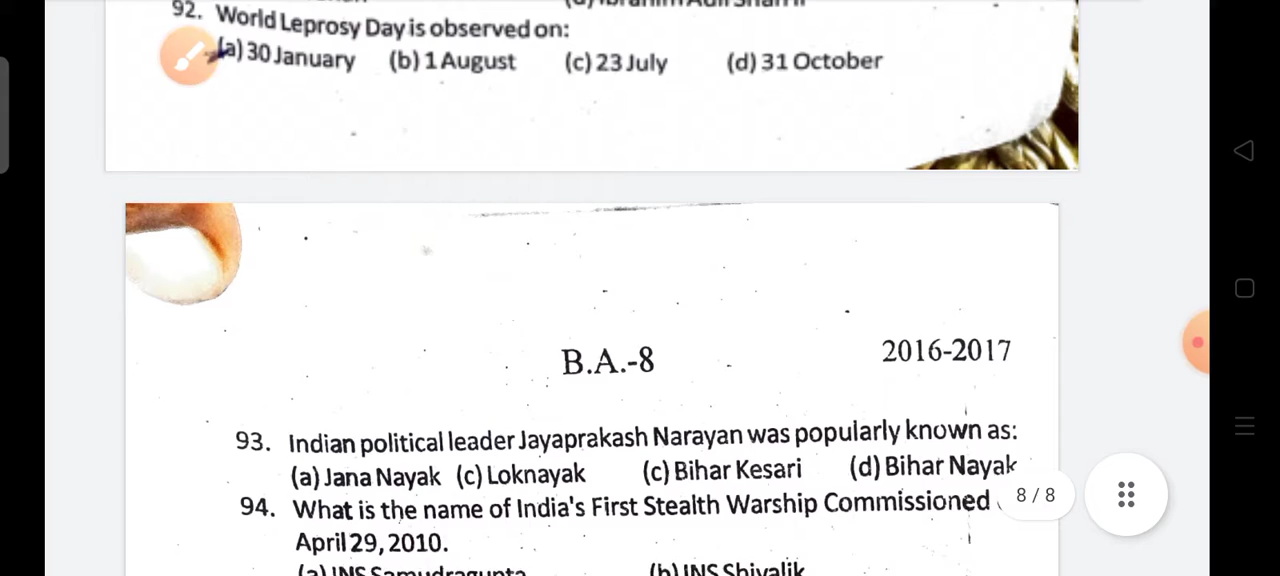 92. World Leprosy Day is observed on:
(a) 30 January (b) 1 August (c) 23 July (d) 31 October
B.A.-8 2016-2017
93. Indian political leader Jayaprakash Narayan was popularly known as:
(a) Jana Nayak (c) Loknayak (c) Bihar Kesari (d) Bihar Nayak
8 / 8
94. What is the name of India's First Stealth Warship Commissioned
April 29, 2010.
(a) INS Samudragupta (b) INS Shivalik